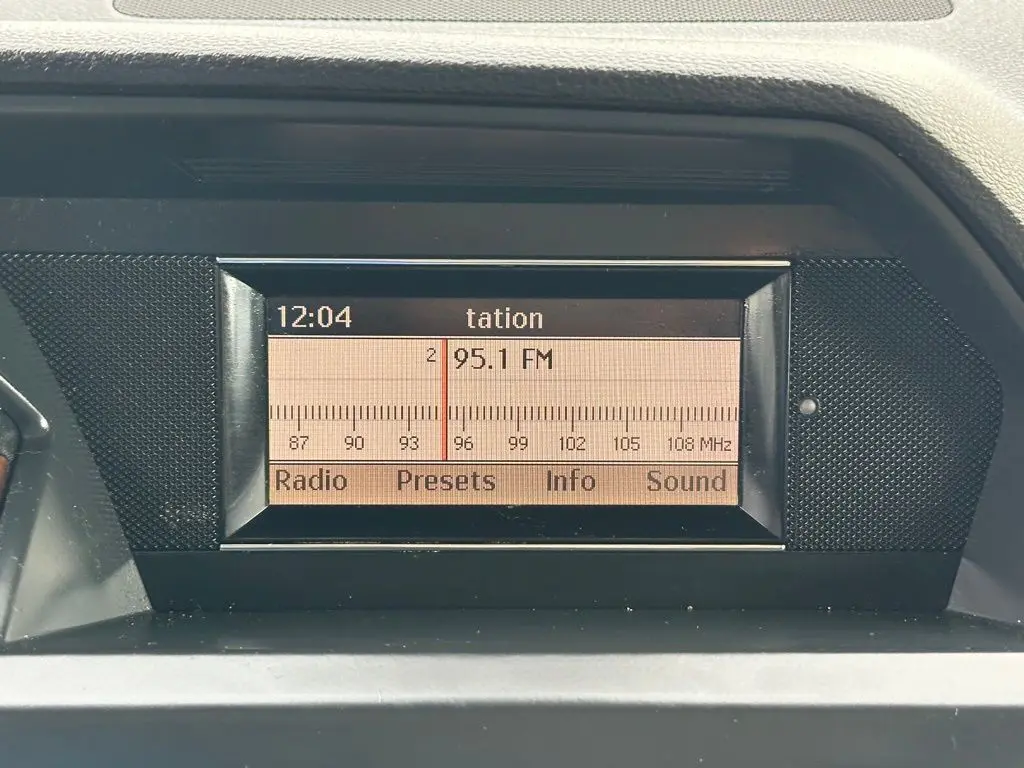 12:04 tation
2 95.1 FM
87 90 93 96 99 102 105 108 MHz
Radio Presets Info Sound